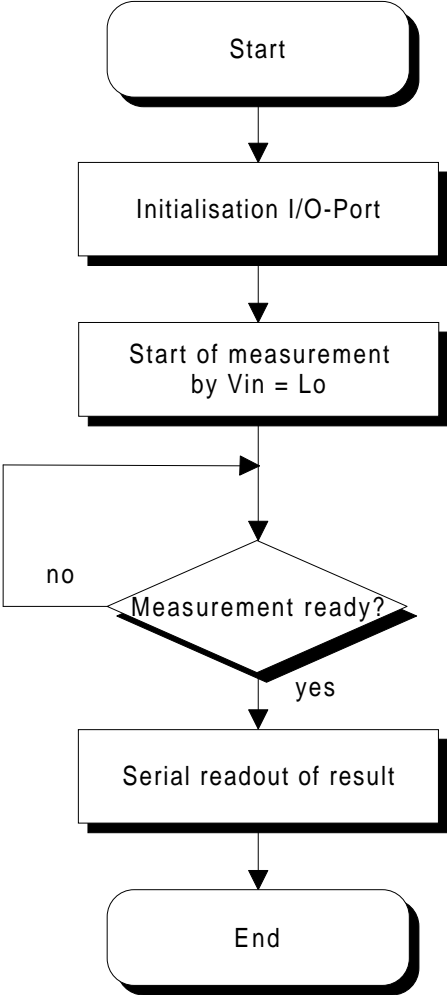 Start
Initialisation I/O-Port
Start of measurement
by Vin = Lo
no
Measurement ready?
yes
Serial readout of result
End